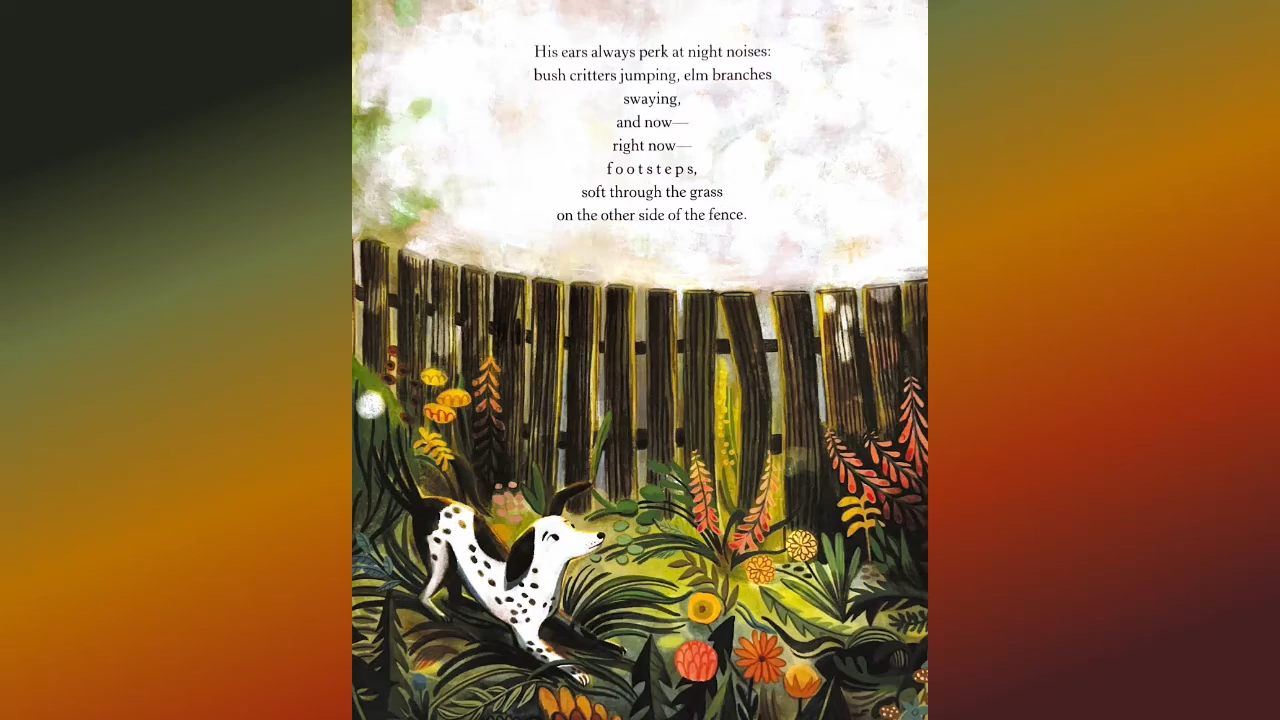 His ears always perk at night noises:
bush critters jumping, elm branches
swaying,
and now—
right now—
f o o t s t e p s,
soft through the grass
on the other side of the fence.